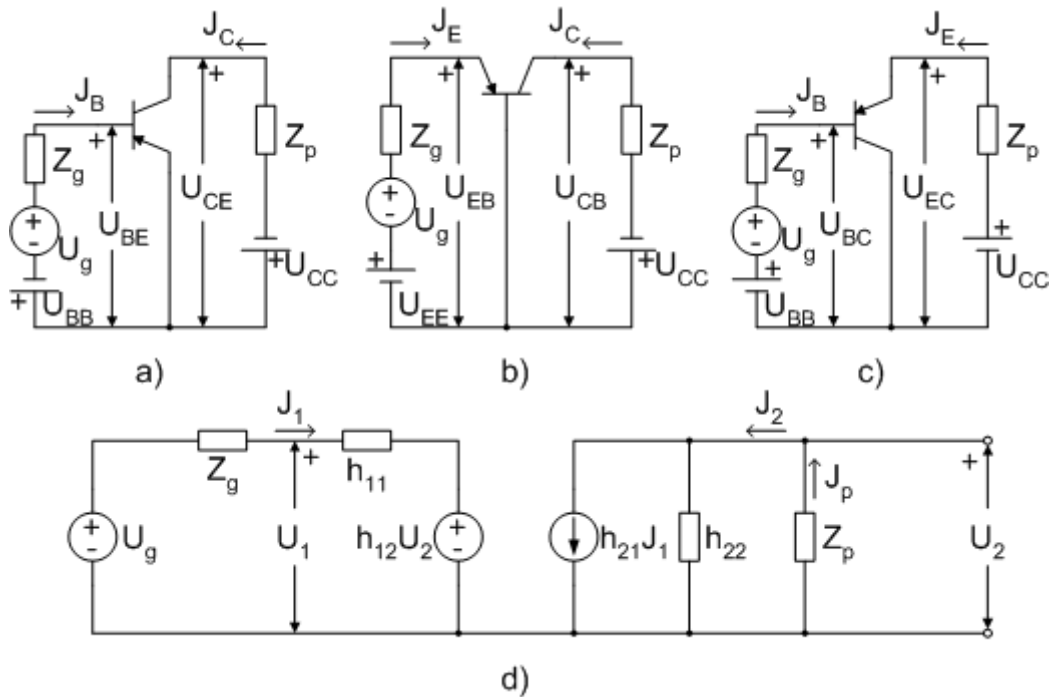 J_C
J_B
+
+
Z_g
Z_p
U_CE
U_BE
+
-
U_g
+
U_BB
+
U_CC
a)
J_E
J_C
+
+
Z_g
Z_p
U_EB
U_CB
+
-
U_g
+
U_EE
+
U_CC
b)
J_E
J_B
+
+
Z_g
Z_p
U_EC
U_BC
+
-
U_g
+
U_BB
+
U_CC
c)
J_1
J_2
Z_g
+
h_11
+
J_p
+
-
U_g
U_1
h_12U_2
+
-
h_21J_1
h_22
Z_p
U_2
d)